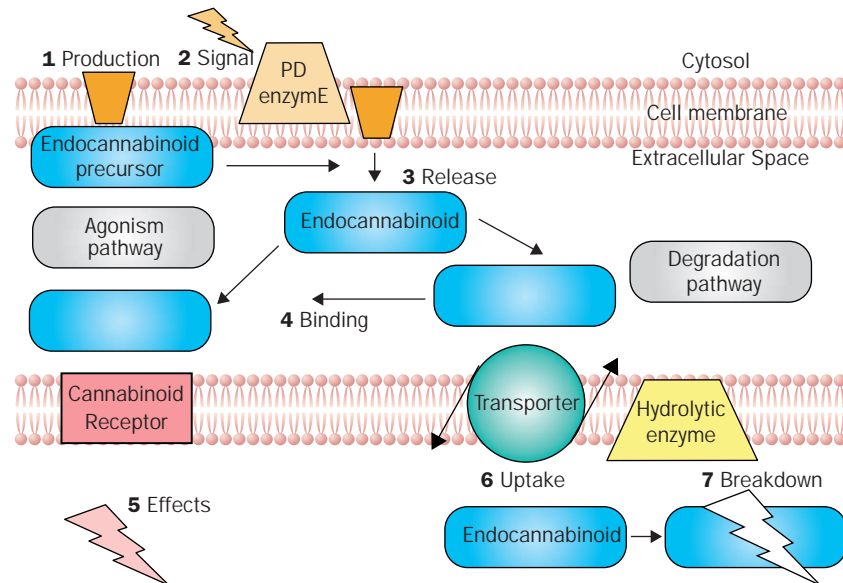 1 Production
2 Signal
PD
enzymE
Cytosol
Cell membrane
Extracellular Space
Endocannabinoid
precursor
3 Release
Endocannabinoid
Agonism
pathway
Degradation
pathway
4 Binding
Cannabinoid
Receptor
Transporter
Hydrolytic
enzyme
5 Effects
6 Uptake
7 Breakdown
Endocannabinoid